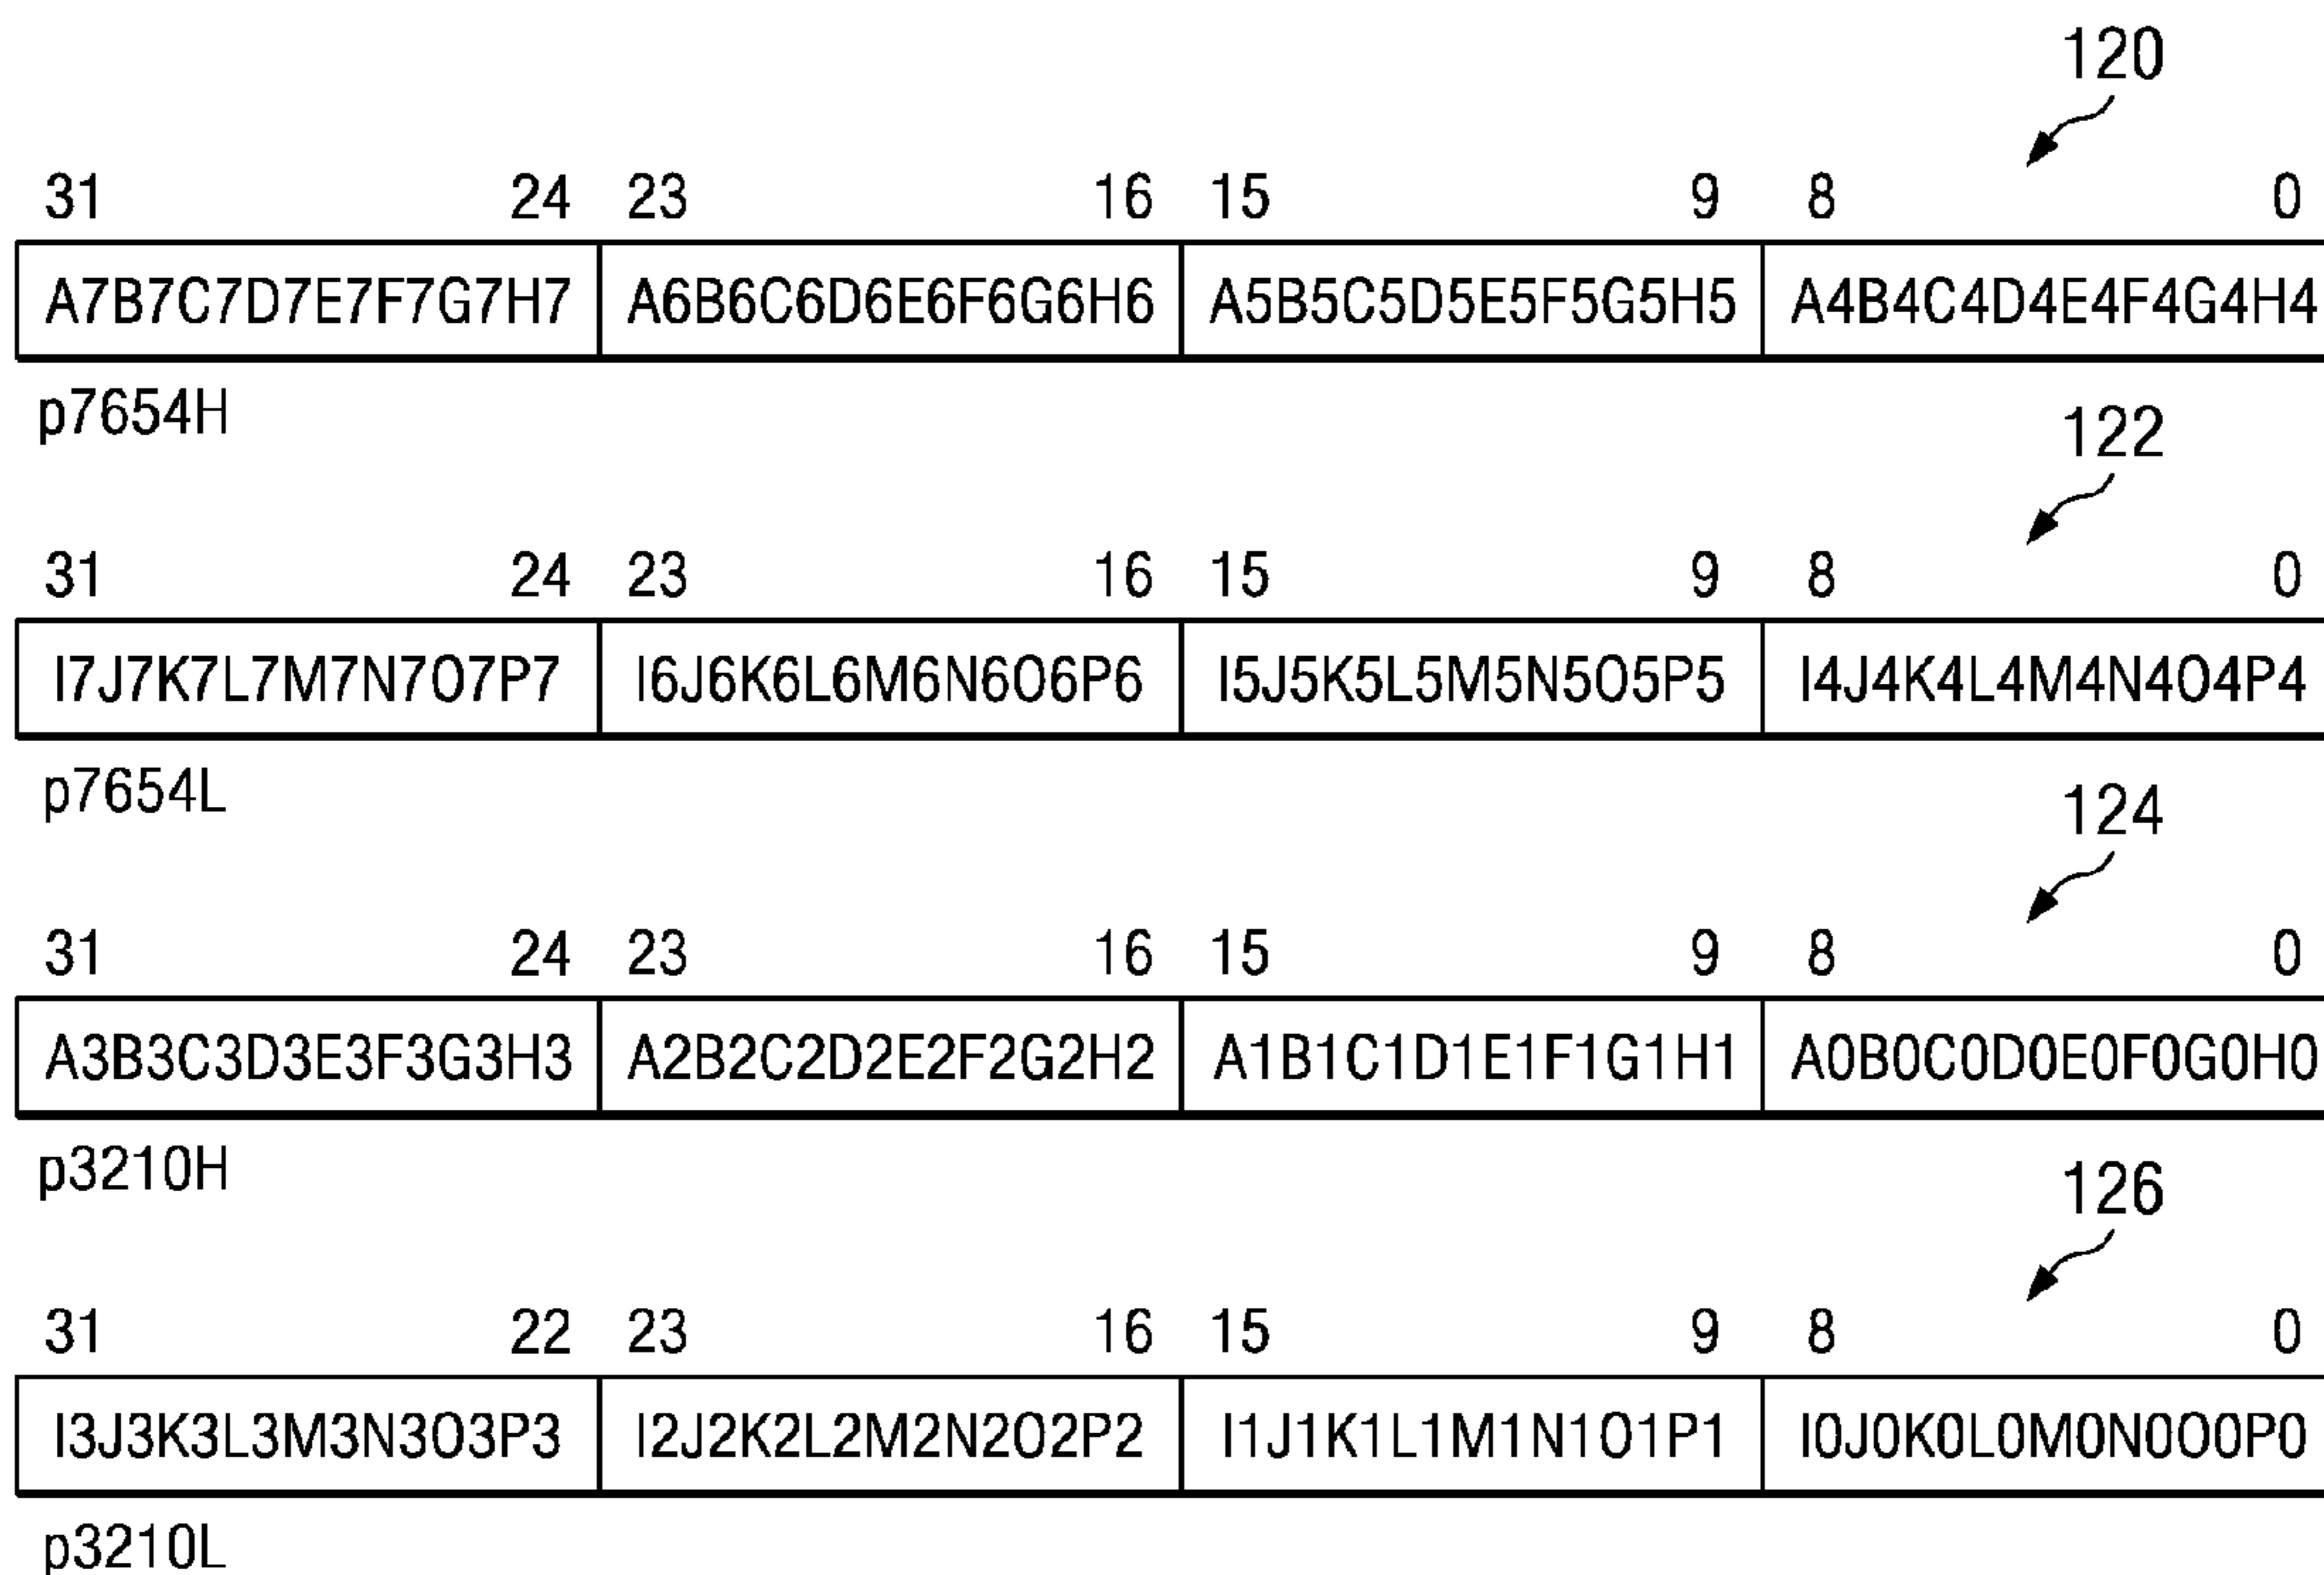 120
31 24 23 16 15 9 8 0
A7B7C7D7E7F7G7H7 A6B6C6D6E6F6G6H6 A5B5C5D5E5F5G5H5 A4B4C4D4E4F4G4H4
p7654H
122
31 24 23 16 15 9 8 0
I7J7K7L7M7N7O7P7 I6J6K6L6M6N6O6P6 I5J5K5L5M5N5O5P5 I4J4K4L4M4N4O4P4
p7654L
124
31 24 23 16 15 9 8 0
A3B3C3D3E3F3G3H3 A2B2C2D2E2F2G2H2 A1B1C1D1E1F1G1H1 A0B0C0D0E0F0G0H0
p3210H
126
31 22 23 16 15 9 8 0
I3J3K3L3M3N3O3P3 I2J2K2L2M2N2O2P2 I1J1K1L1M1N1O1P1 I0J0K0L0M0N0O0P0
p3210L